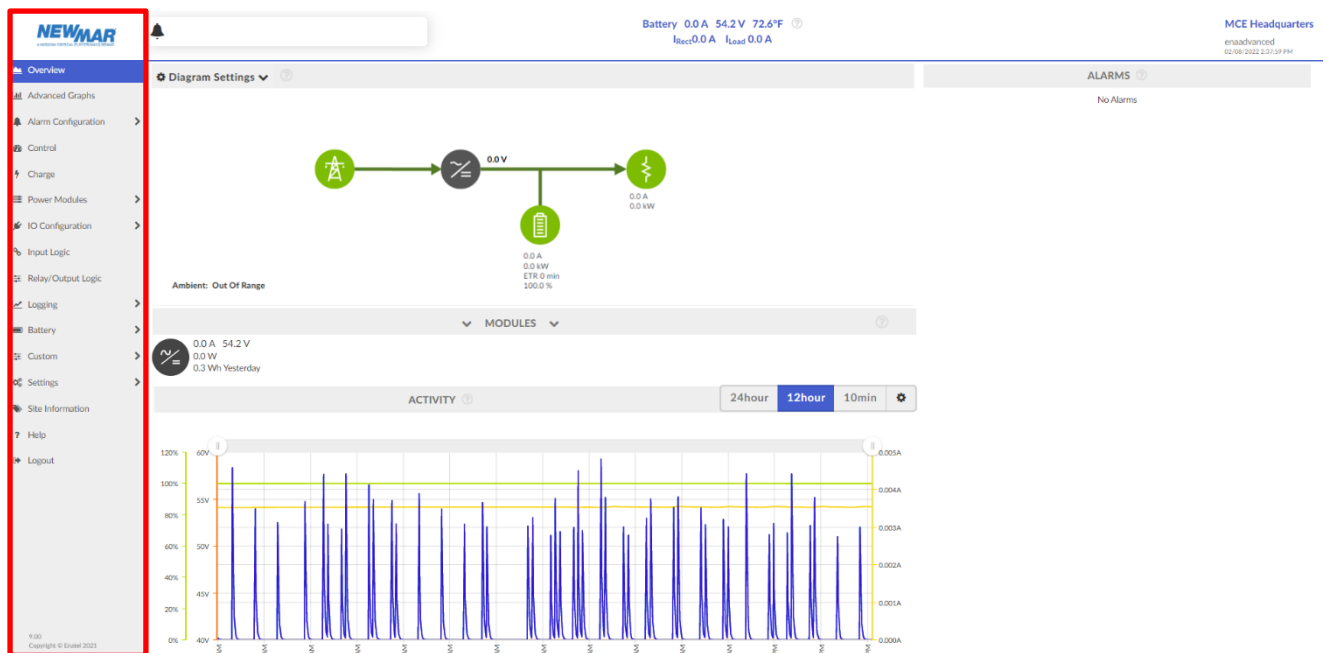 NEWMAR
Overview
Advanced Graphs
Alarm Configuration
Control
Charge
Power Modules
IO Configuration
Input Logic
Relay/Output Logic
Logging
Battery
Custom
Settings
Site Information
? Help
Logout
9.00
Copyright © Enatel 2021
Battery 0.0 A 54.2 V 72.6°F ?
IRect0.0 A ILoad 0.0 A
MCE Headquarters
enaadvanced
02/08/2022 2:37:59 PM
Diagram Settings ?
0.0 V
0.0 A
0.0 kW
0.0 A
0.0 kW
ETR 0 min
100.0 %
Ambient: Out Of Range
MODULES ?
0.0 A 54.2 V
0.0 W
0.3 Wh Yesterday
ACTIVITY ?
24hour 12hour 10min
120% 60V 0.005A
100% 0.004A
55V
80% 0.003A
60% 50V
0.002A
40% 45V
0.001A
20%
0% 40V 0.000A
ALARMS ?
No Alarms